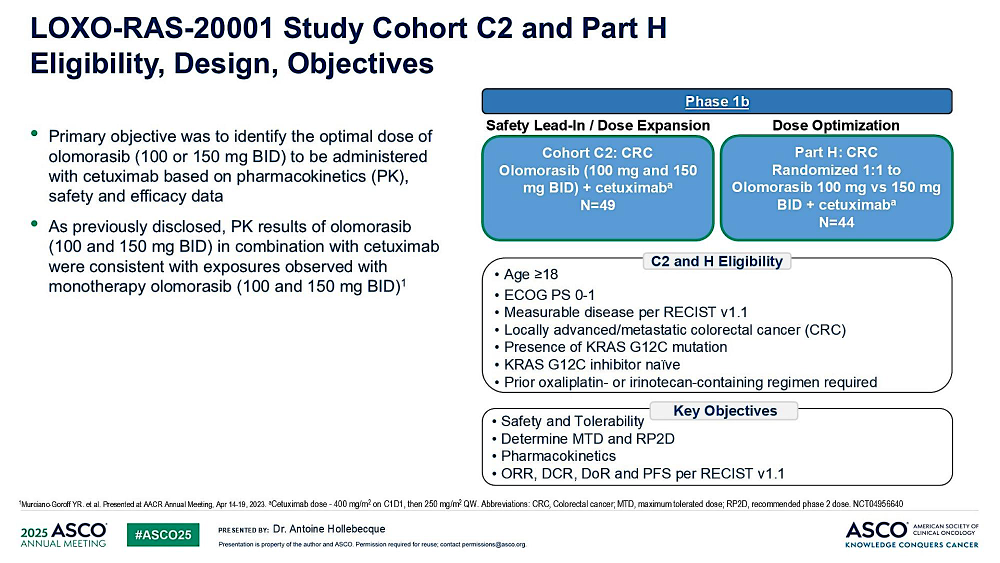 LOXO-RAS-20001 Study Cohort C2 and Part H
Eligibility, Design, Objectives
• Primary objective was to identify the optimal dose of
olomorasib (100 or 150 mg BID) to be administered
with cetuximab based on pharmacokinetics (PK),
safety and efficacy data
• As previously disclosed, PK results of olomorasib
(100 and 150 mg BID) in combination with cetuximab
were consistent with exposures observed with
monotherapy olomorasib (100 and 150 mg BID)¹
Phase 1b
Safety Lead-In / Dose Expansion
Cohort C2: CRC
Olomorasib (100 mg and 150
mg BID) + cetuximabᵃ
N=49
Dose Optimization
Part H: CRC
Randomized 1:1 to
Olomorasib 100 mg vs 150 mg
BID + cetuximabᵃ
N=44
C2 and H Eligibility
• Age ≥18
• ECOG PS 0-1
• Measurable disease per RECIST v1.1
• Locally advanced/metastatic colorectal cancer (CRC)
• Presence of KRAS G12C mutation
• KRAS G12C inhibitor naïve
• Prior oxaliplatin- or irinotecan-containing regimen required
Key Objectives
• Safety and Tolerability
• Determine MTD and RP2D
• Pharmacokinetics
• ORR, DCR, DoR and PFS per RECIST v1.1
¹Murciano-Goroff YR. et al. Presented at AACR Annual Meeting, Apr 14-19, 2023. ᵃCetuximab dose - 400 mg/m² on C1D1, then 250 mg/m² QW. Abbreviations: CRC, Colorectal cancer; MTD, maximum tolerated dose; RP2D, recommended phase 2 dose. NCT04956640
2025 ASCO®
ANNUAL MEETING
#ASCO25
PRESENTED BY: Dr. Antoine Hollebecque
Presentation is property of the author and ASCO. Permission required for reuse; contact permissions@asco.org.
ASCO® AMERICAN SOCIETY OF
CLINICAL ONCOLOGY
KNOWLEDGE CONQUERS CANCER